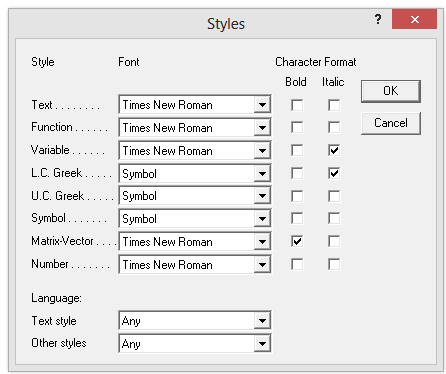 Styles ? ×
Style Font Character Format
Bold Italic
OK
Text . . . . . . . . Times New Roman
Function . . . . . . Times New Roman
Cancel
Variable . . . . . . Times New Roman
L.C. Greek . . . . . Symbol
U.C. Greek . . . . . Symbol
Symbol . . . . . . . Symbol
Matrix-Vector . . . . Times New Roman
Number . . . . . . . Times New Roman
Language:
Text style Any
Other styles Any